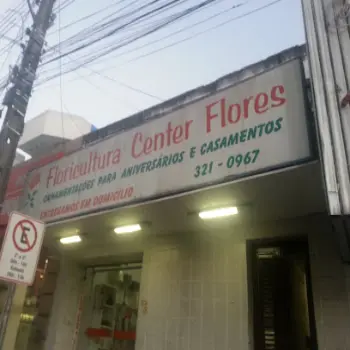 Floricultura Center Flores
ORNAMENTAÇÕES PARA ANIVERSÁRIOS E CASAMENTOS
ENTREGAMOS EM DOMICÍLIO
321-0967
E